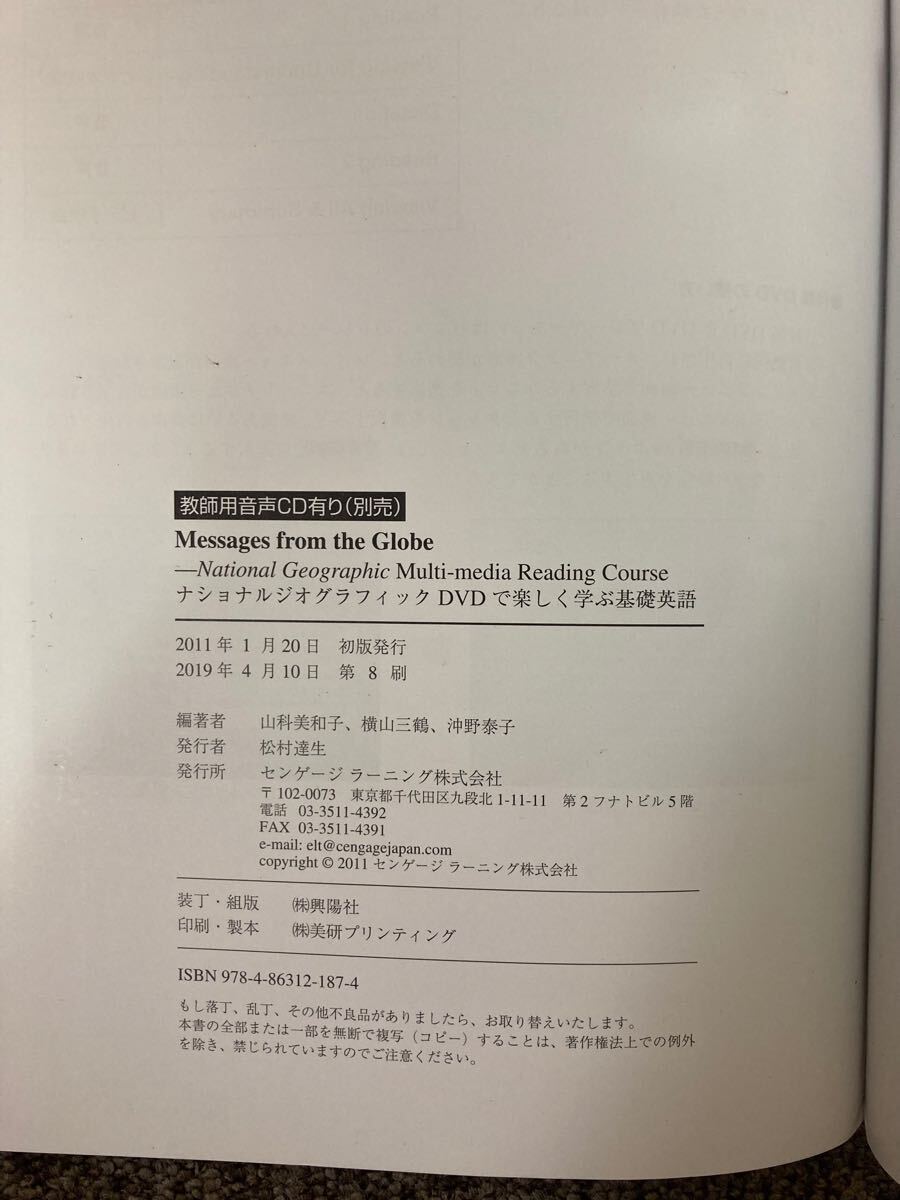 教師用音声CD有り(別売)
Messages from the Globe
—National Geographic Multi-media Reading Course
ナショナルジオグラフィック DVD で楽しく学ぶ基礎英語
2011 年 1 月 20 日 初版発行
2019 年 4 月 10 日 第 8 刷
編著者 山科美和子、横山三鶴、沖野泰子
発行者 松村達生
発行所 センゲージ ラーニング株式会社
〒102-0073 東京都千代田区九段北 1-11-11 第 2 フナトビル 5 階
電話 03-3511-4392
FAX 03-3511-4391
e-mail: elt@cengagejapan.com
copyright © 2011 センゲージ ラーニング株式会社
装丁・組版 ㈱興陽社
印刷・製本 ㈱美研プリンティング
ISBN 978-4-86312-187-4
もし落丁、乱丁、その他不良品がありましたら、お取り替えいたします。
本書の全部または一部を無断で複写（コピー）することは、著作権法上での例外
を除き、禁じられていますのでご注意ください。